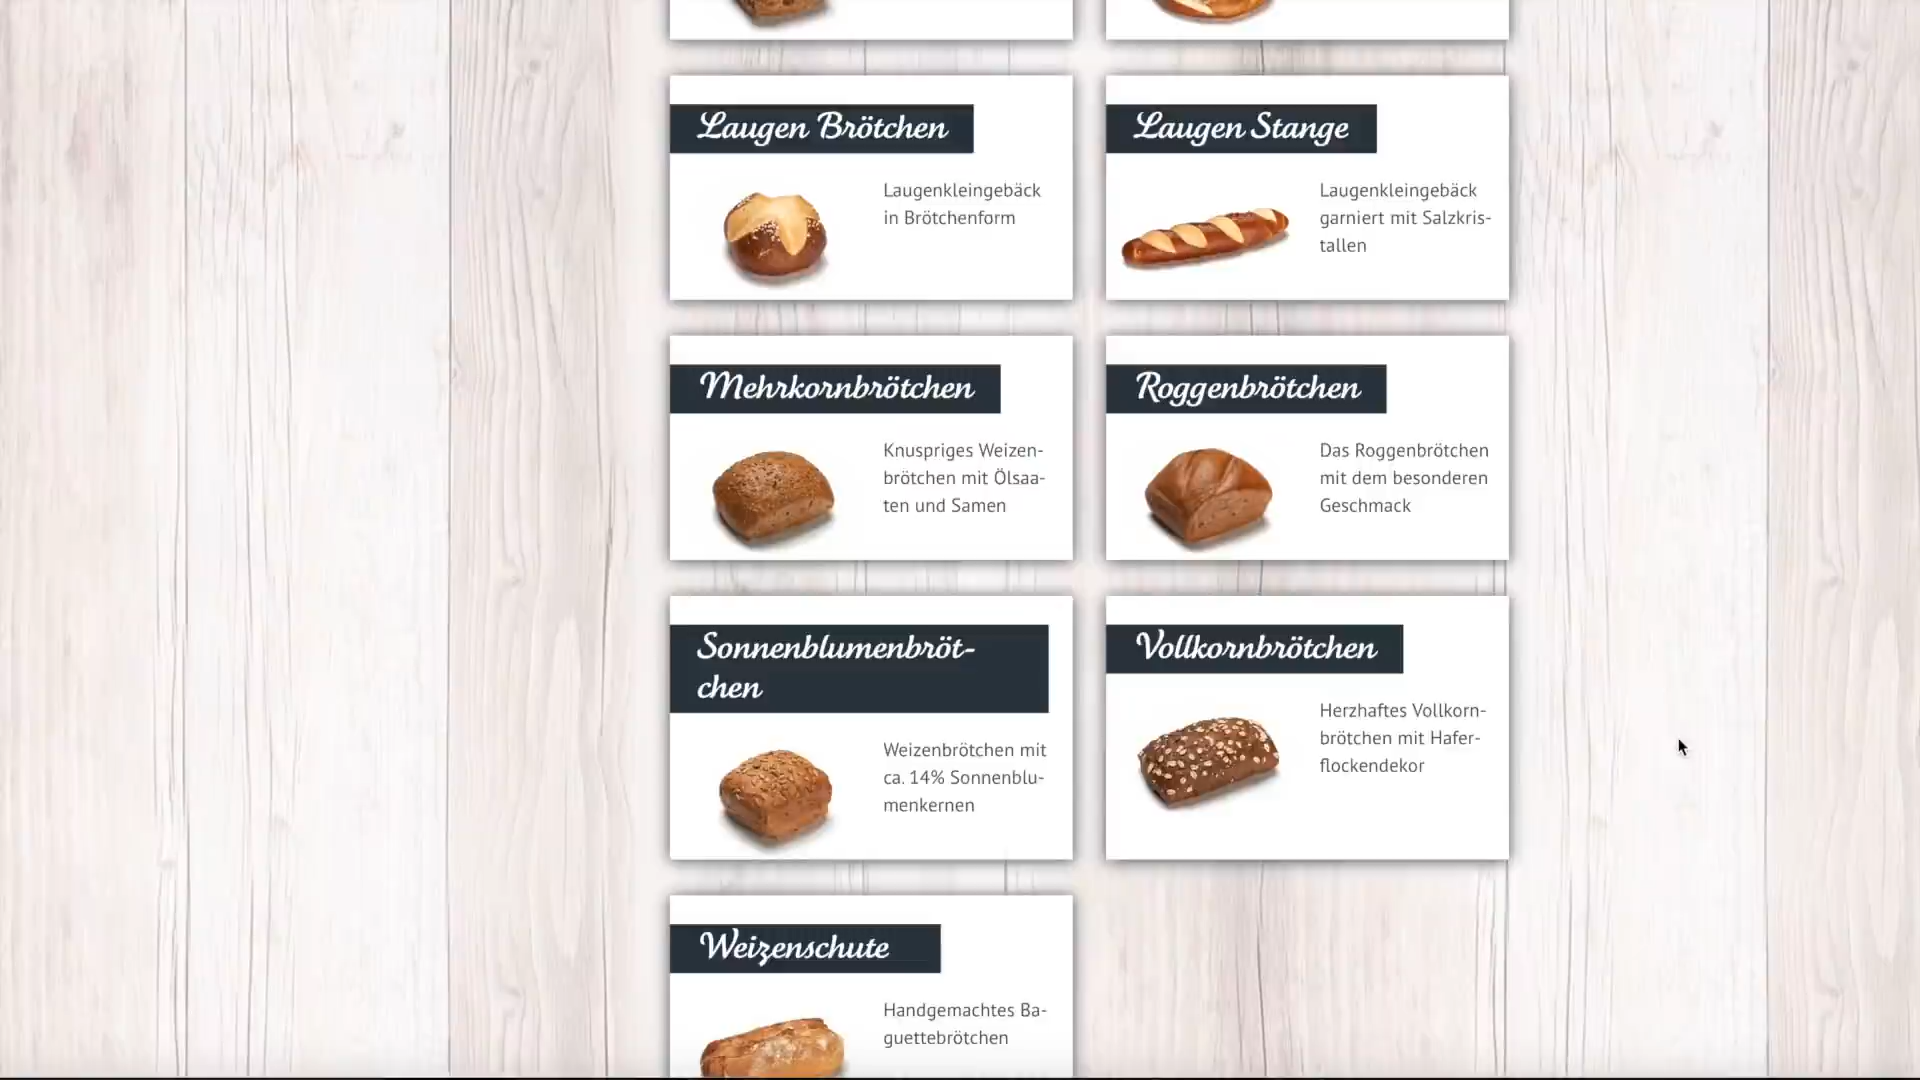 Laugen Brötchen
Laugenkleingebäck
in Brötchenform
Laugen Stange
Laugenkleingebäck
garniert mit Salzkris-
tallen
Mehrkornbrötchen
Knuspriges Weizen-
brötchen mit Ölsaa-
ten und Samen
Roggenbrötchen
Das Roggenbrötchen
mit dem besonderen
Geschmack
Sonnenblumenbröt-
chen
Weizenbrötchen mit
ca. 14% Sonnenblu-
menkernen
Vollkornbrötchen
Herzhaftes Vollkorn-
brötchen mit Hafer-
flockendekor
Weizenschute
Handgemachtes Ba-
guettebrötchen